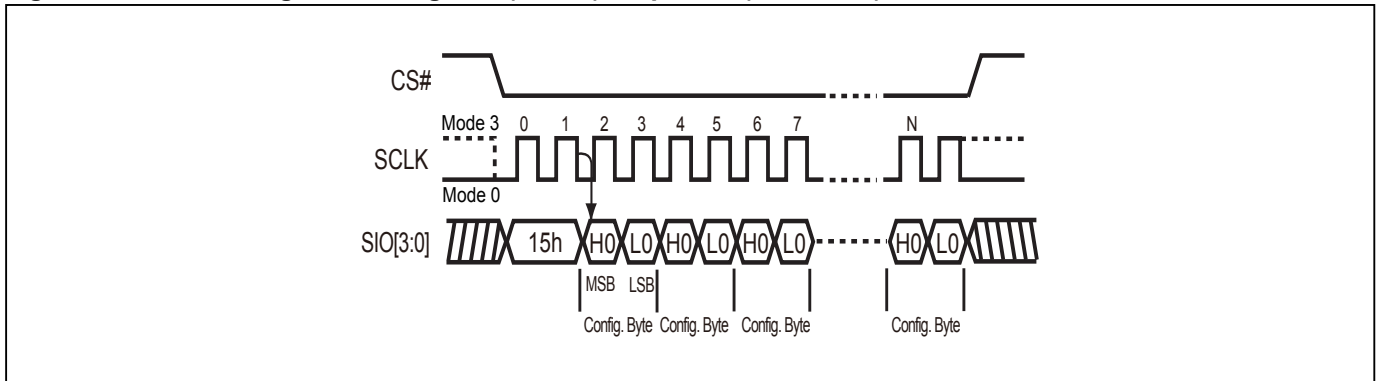 CS#
Mode 3 0 1 2 3 4 5 6 7 N
SCLK
Mode 0
SIO[3:0] 15h H0 L0 H0 L0 H0 L0 H0 L0
MSB LSB
Config. Byte Config. Byte Config. Byte Config. Byte